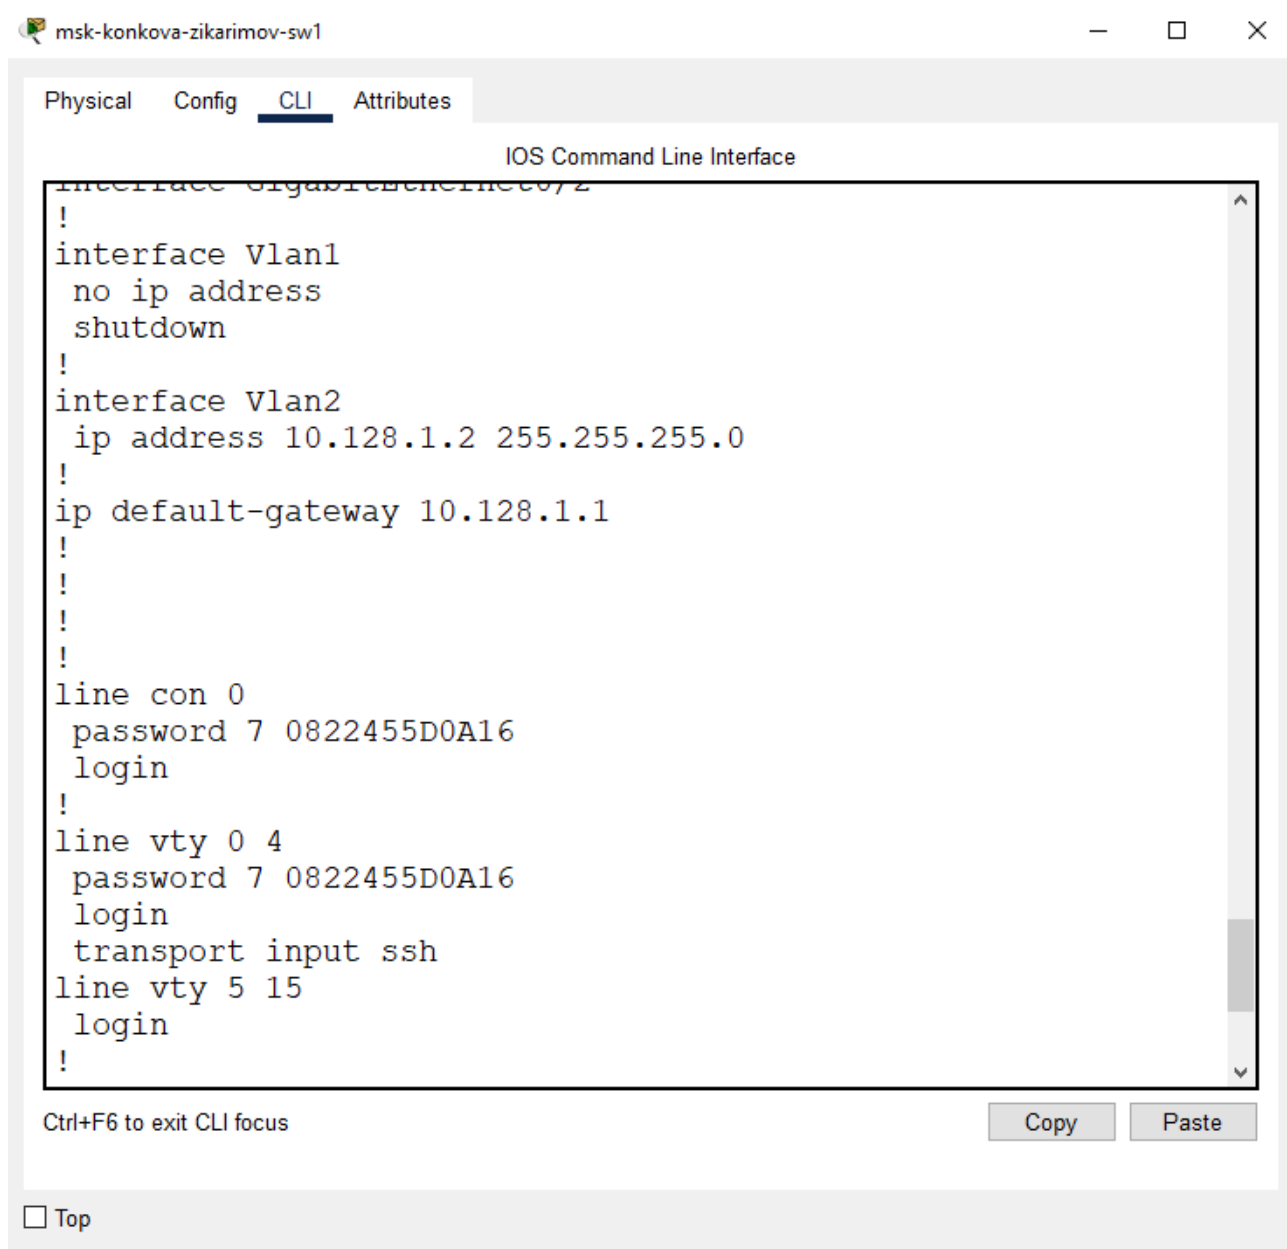 msk-konkova-zikarimov-sw1
Physical Config CLI Attributes
IOS Command Line Interface
interface GigabitEthernet0/2
!
interface Vlan1
 no ip address
 shutdown
!
interface Vlan2
 ip address 10.128.1.2 255.255.255.0
!
ip default-gateway 10.128.1.1
!
!
!
!
line con 0
 password 7 0822455D0A16
 login
!
line vty 0 4
 password 7 0822455D0A16
 login
 transport input ssh
line vty 5 15
 login
!
Ctrl+F6 to exit CLI focus
Copy Paste
Top